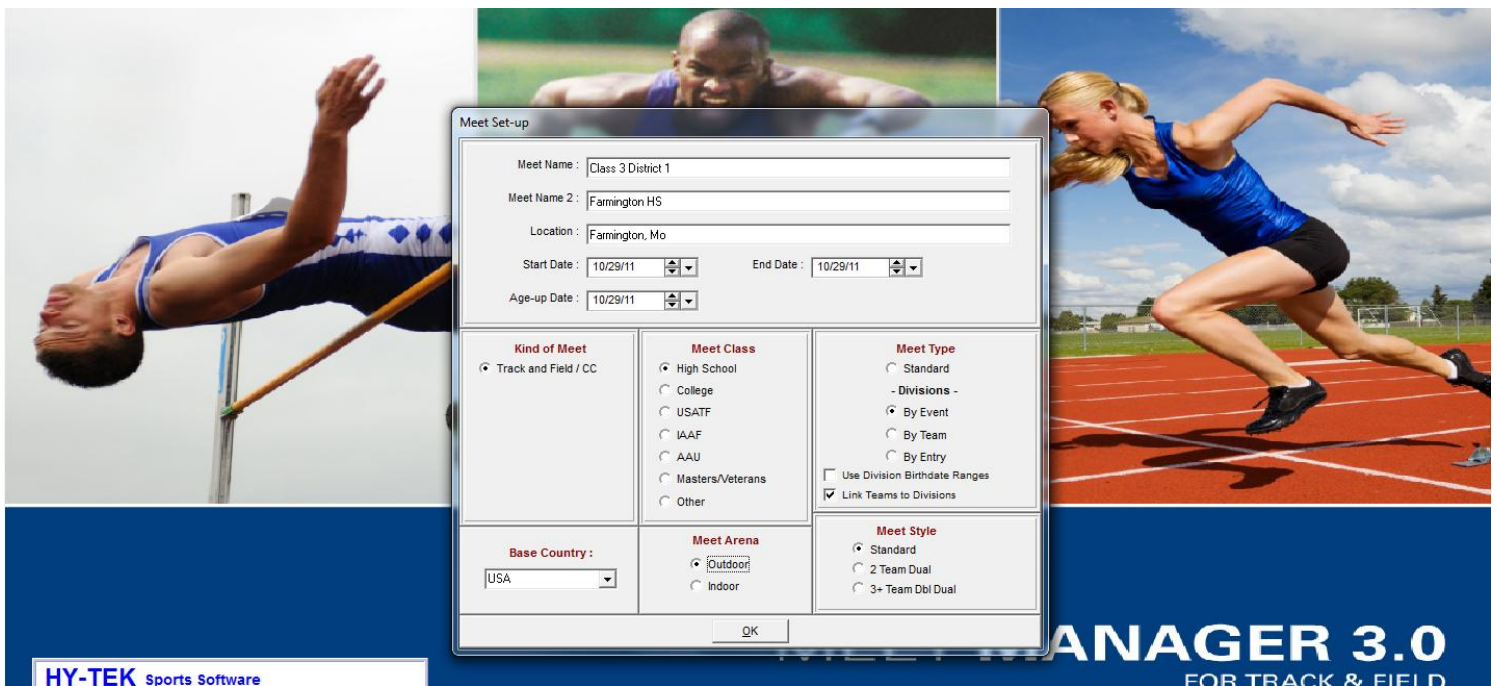 Meet Set-up
Meet Name : Class 3 District 1
Meet Name 2 : Farmington HS
Location : Farmington, Mo
Start Date : 10/29/11 End Date : 10/29/11
Age-up Date : 10/29/11
Kind of Meet
Track and Field / CC
Meet Class
High School
College
USATF
IAAF
AAU
Masters/Veterans
Other
Meet Type
Standard
- Divisions -
By Event
By Team
By Entry
Use Division Birthdate Ranges
Link Teams to Divisions
Base Country :
USA
Meet Arena
Outdoor
Indoor
Meet Style
Standard
2 Team Dual
3+ Team Dbl Dual
OK
MEET MANAGER 3.0
FOR TRACK & FIELD
HY-TEK Sports Software